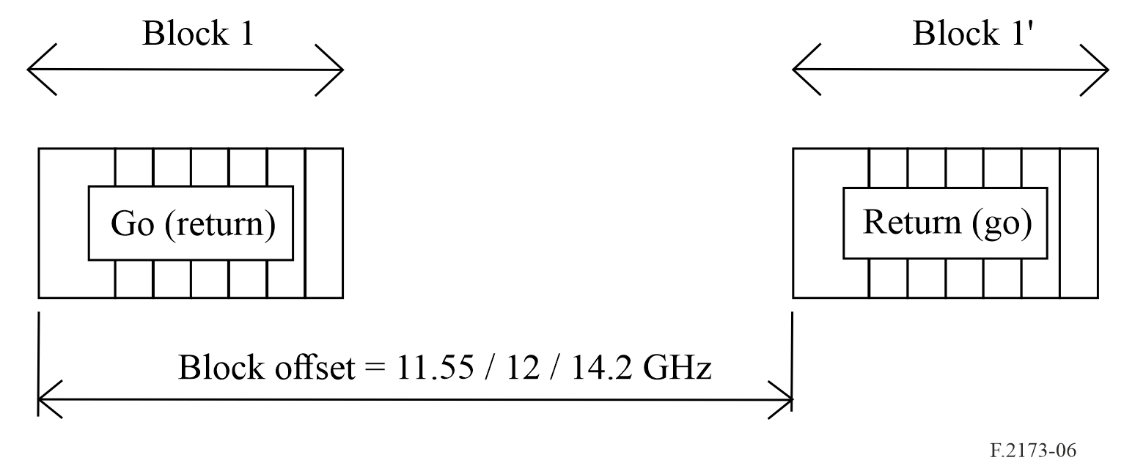 Block 1
Block 1'
Go (return)
Return (go)
Block offset = 11.55 / 12 / 14.2 GHz
F.2173-06